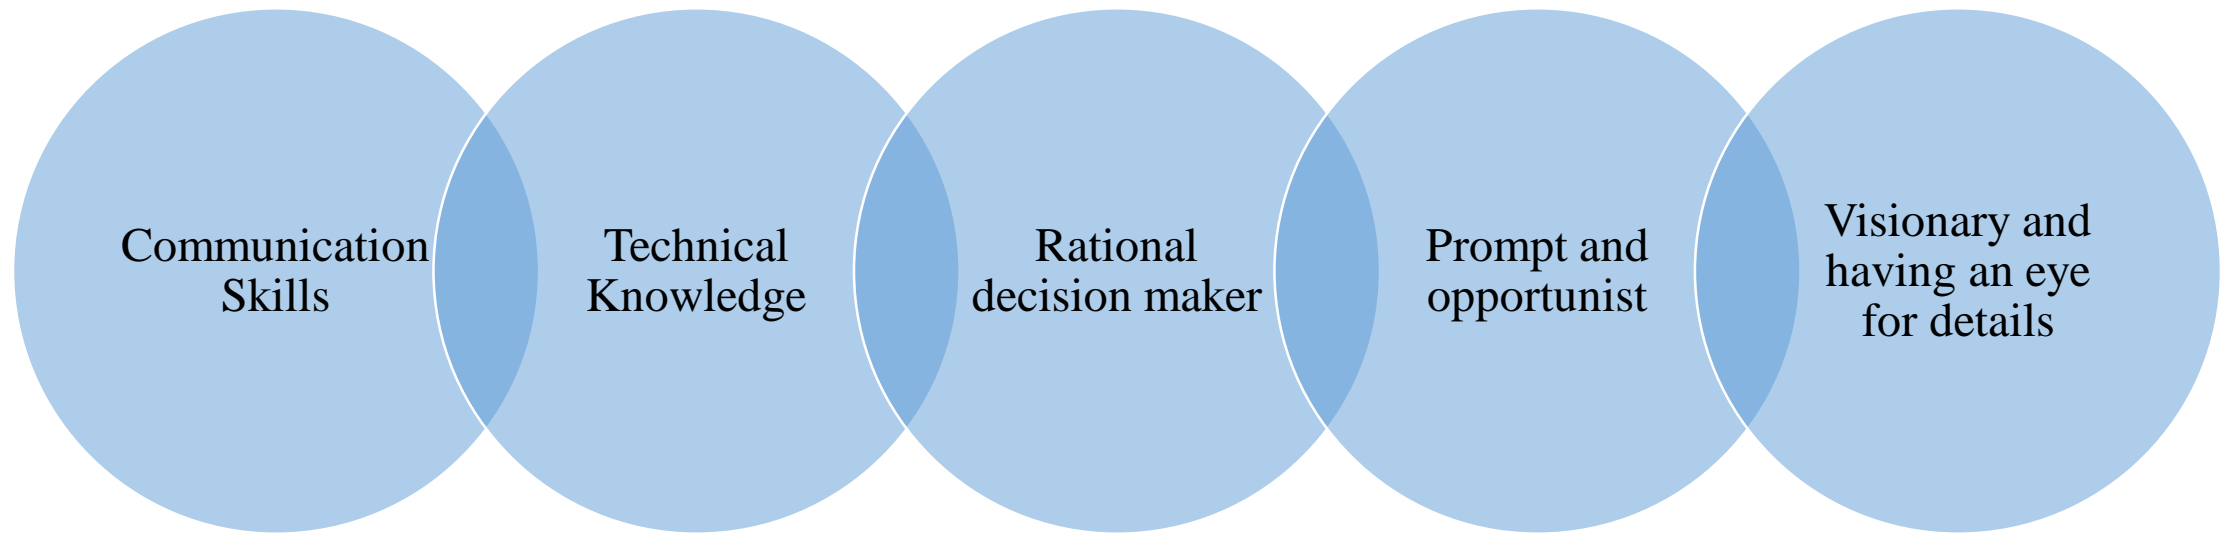 Communication
Skills
Technical
Knowledge
Rational
decision maker
Prompt and
opportunist
Visionary and
having an eye
for details